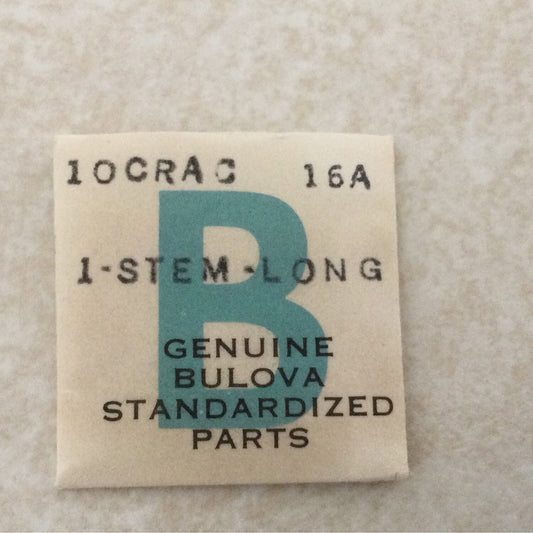 10CRAC 16A
1-STEM-LONG
B
GENUINE
BULOVA
STANDARDIZED
PARTS